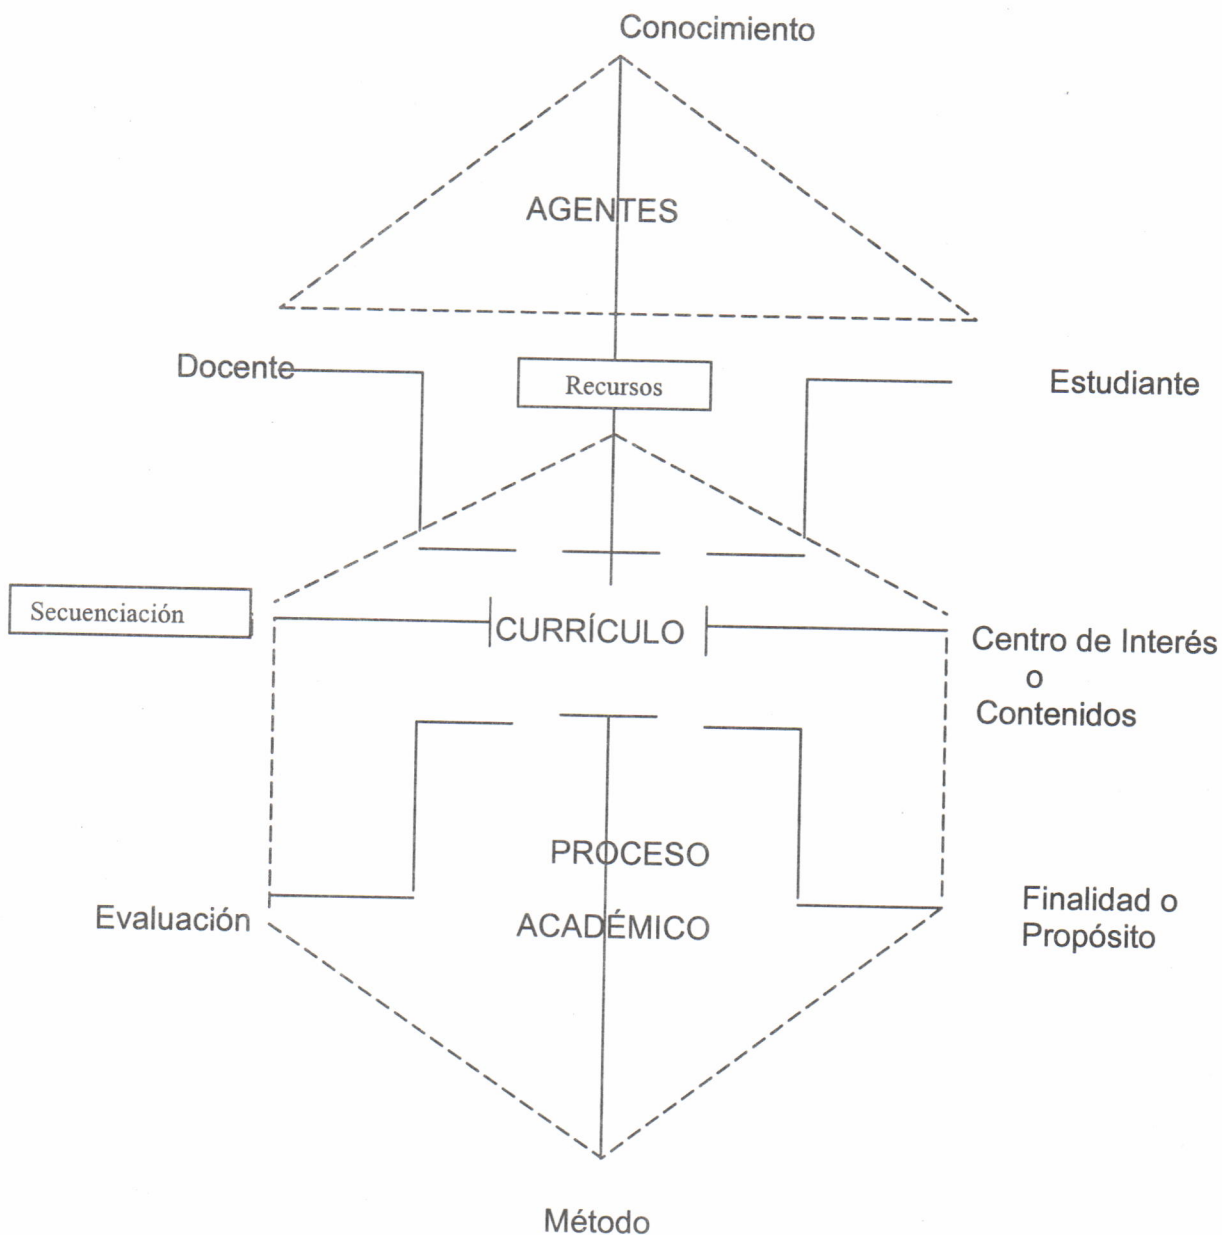 Conocimiento
AGENTES
Docente
Recursos
Estudiante
Secuenciación
CURRÍCULO
Centro de Interés
o
Contenidos
PROCESO
ACADÉMICO
Evaluación
Finalidad o
Propósito
Método